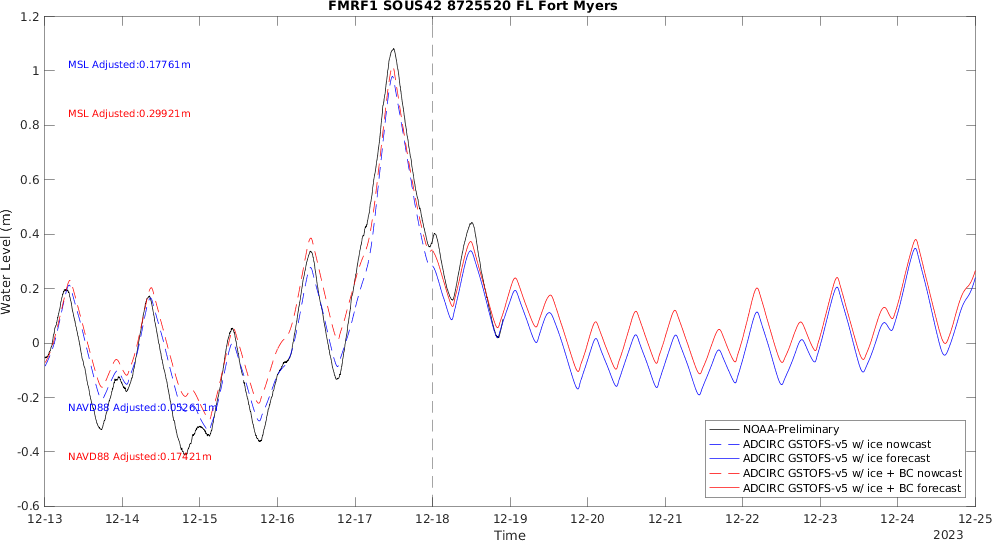 FMRF1 SOUS42 8725520 FL Fort Myers
1.2
1
0.8
0.6
0.4
0.2
0
-0.2
-0.4
-0.6
Water Level (m)
MSL Adjusted:0.17761m
MSL Adjusted:0.29921m
NAVD88 Adjusted:0.052611m
NAVD88 Adjusted:0.17421m
NOAA-Preliminary
ADCIRC GSTOFS-v5 w/ ice nowcast
ADCIRC GSTOFS-v5 w/ ice forecast
ADCIRC GSTOFS-v5 w/ ice + BC nowcast
ADCIRC GSTOFS-v5 w/ ice + BC forecast
12-13 12-14 12-15 12-16 12-17 12-18 12-19 12-20 12-21 12-22 12-23 12-24 12-25
Time
2023